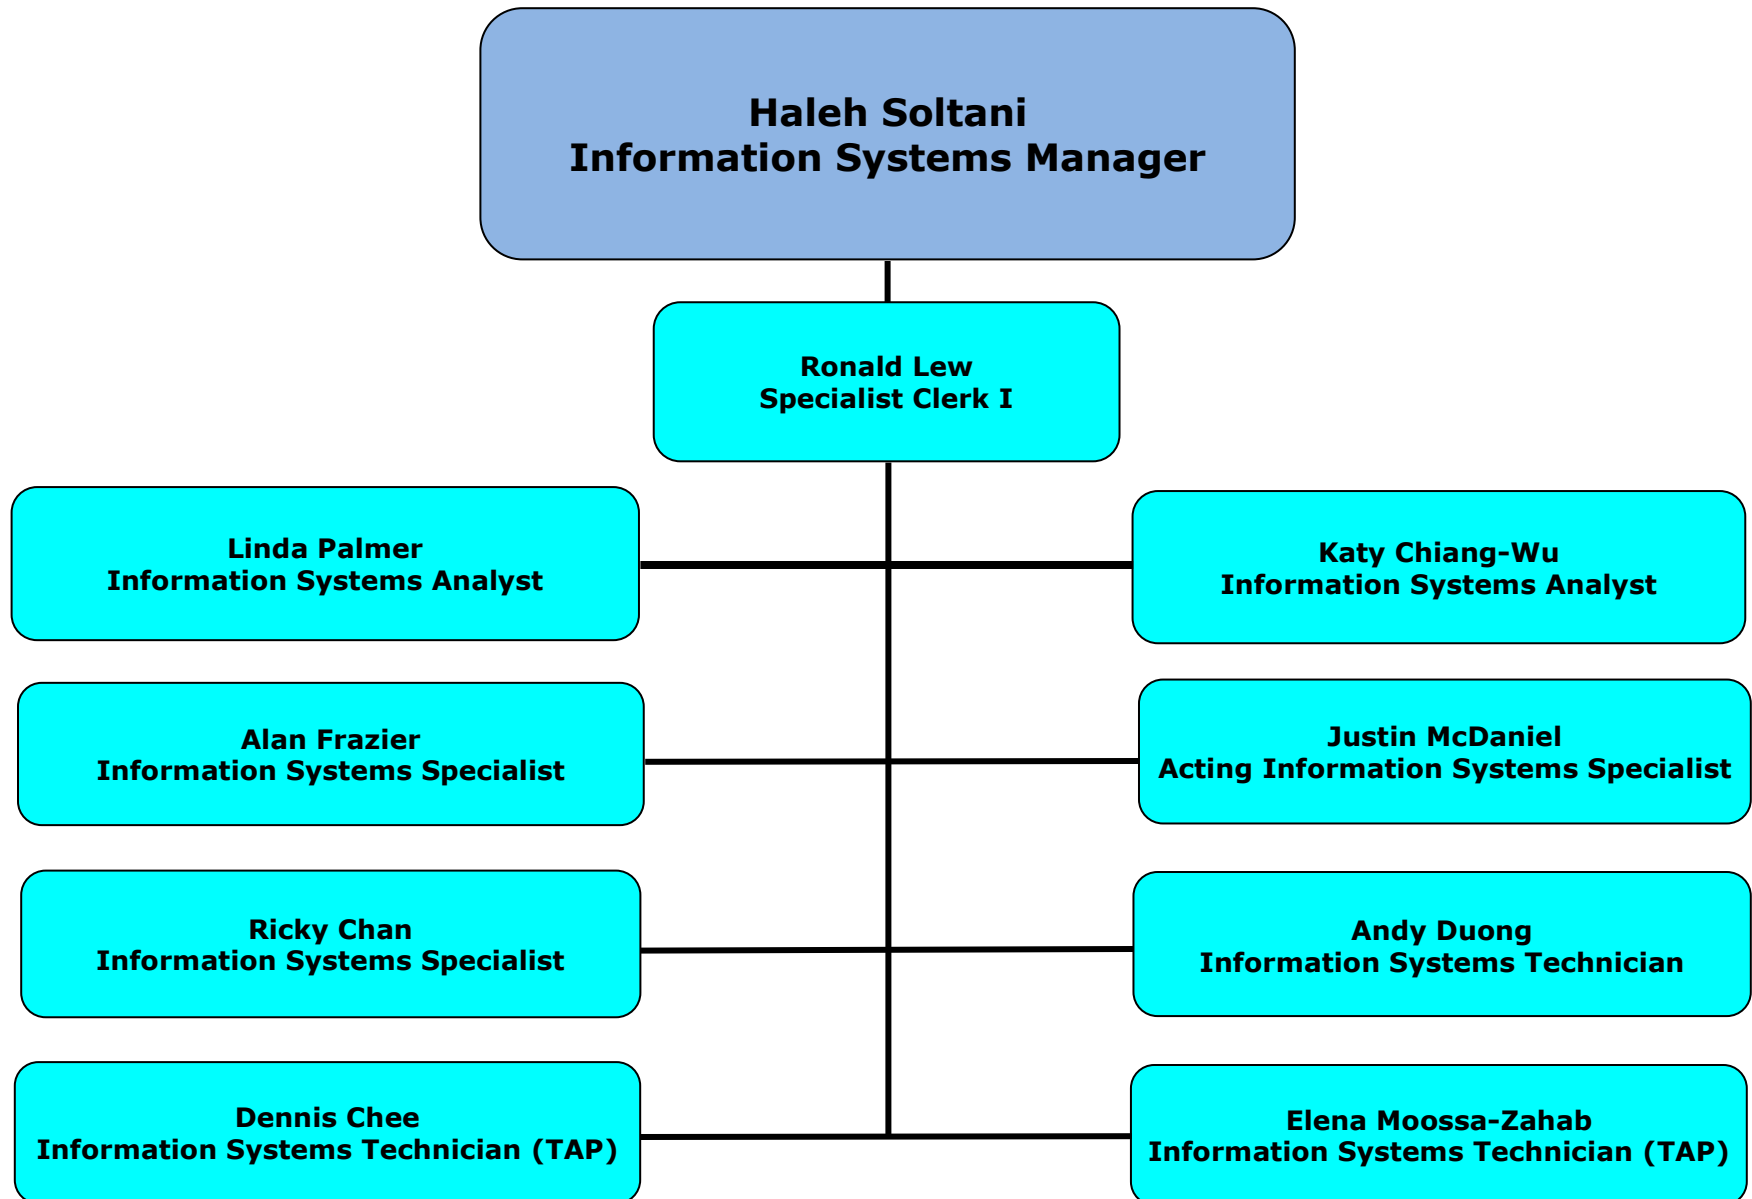 Haleh Soltani
Information Systems Manager
Ronald Lew
Specialist Clerk I
Linda Palmer
Information Systems Analyst
Katy Chiang-Wu
Information Systems Analyst
Alan Frazier
Information Systems Specialist
Justin McDaniel
Acting Information Systems Specialist
Ricky Chan
Information Systems Specialist
Andy Duong
Information Systems Technician
Dennis Chee
Information Systems Technician (TAP)
Elena Moossa-Zahab
Information Systems Technician (TAP)